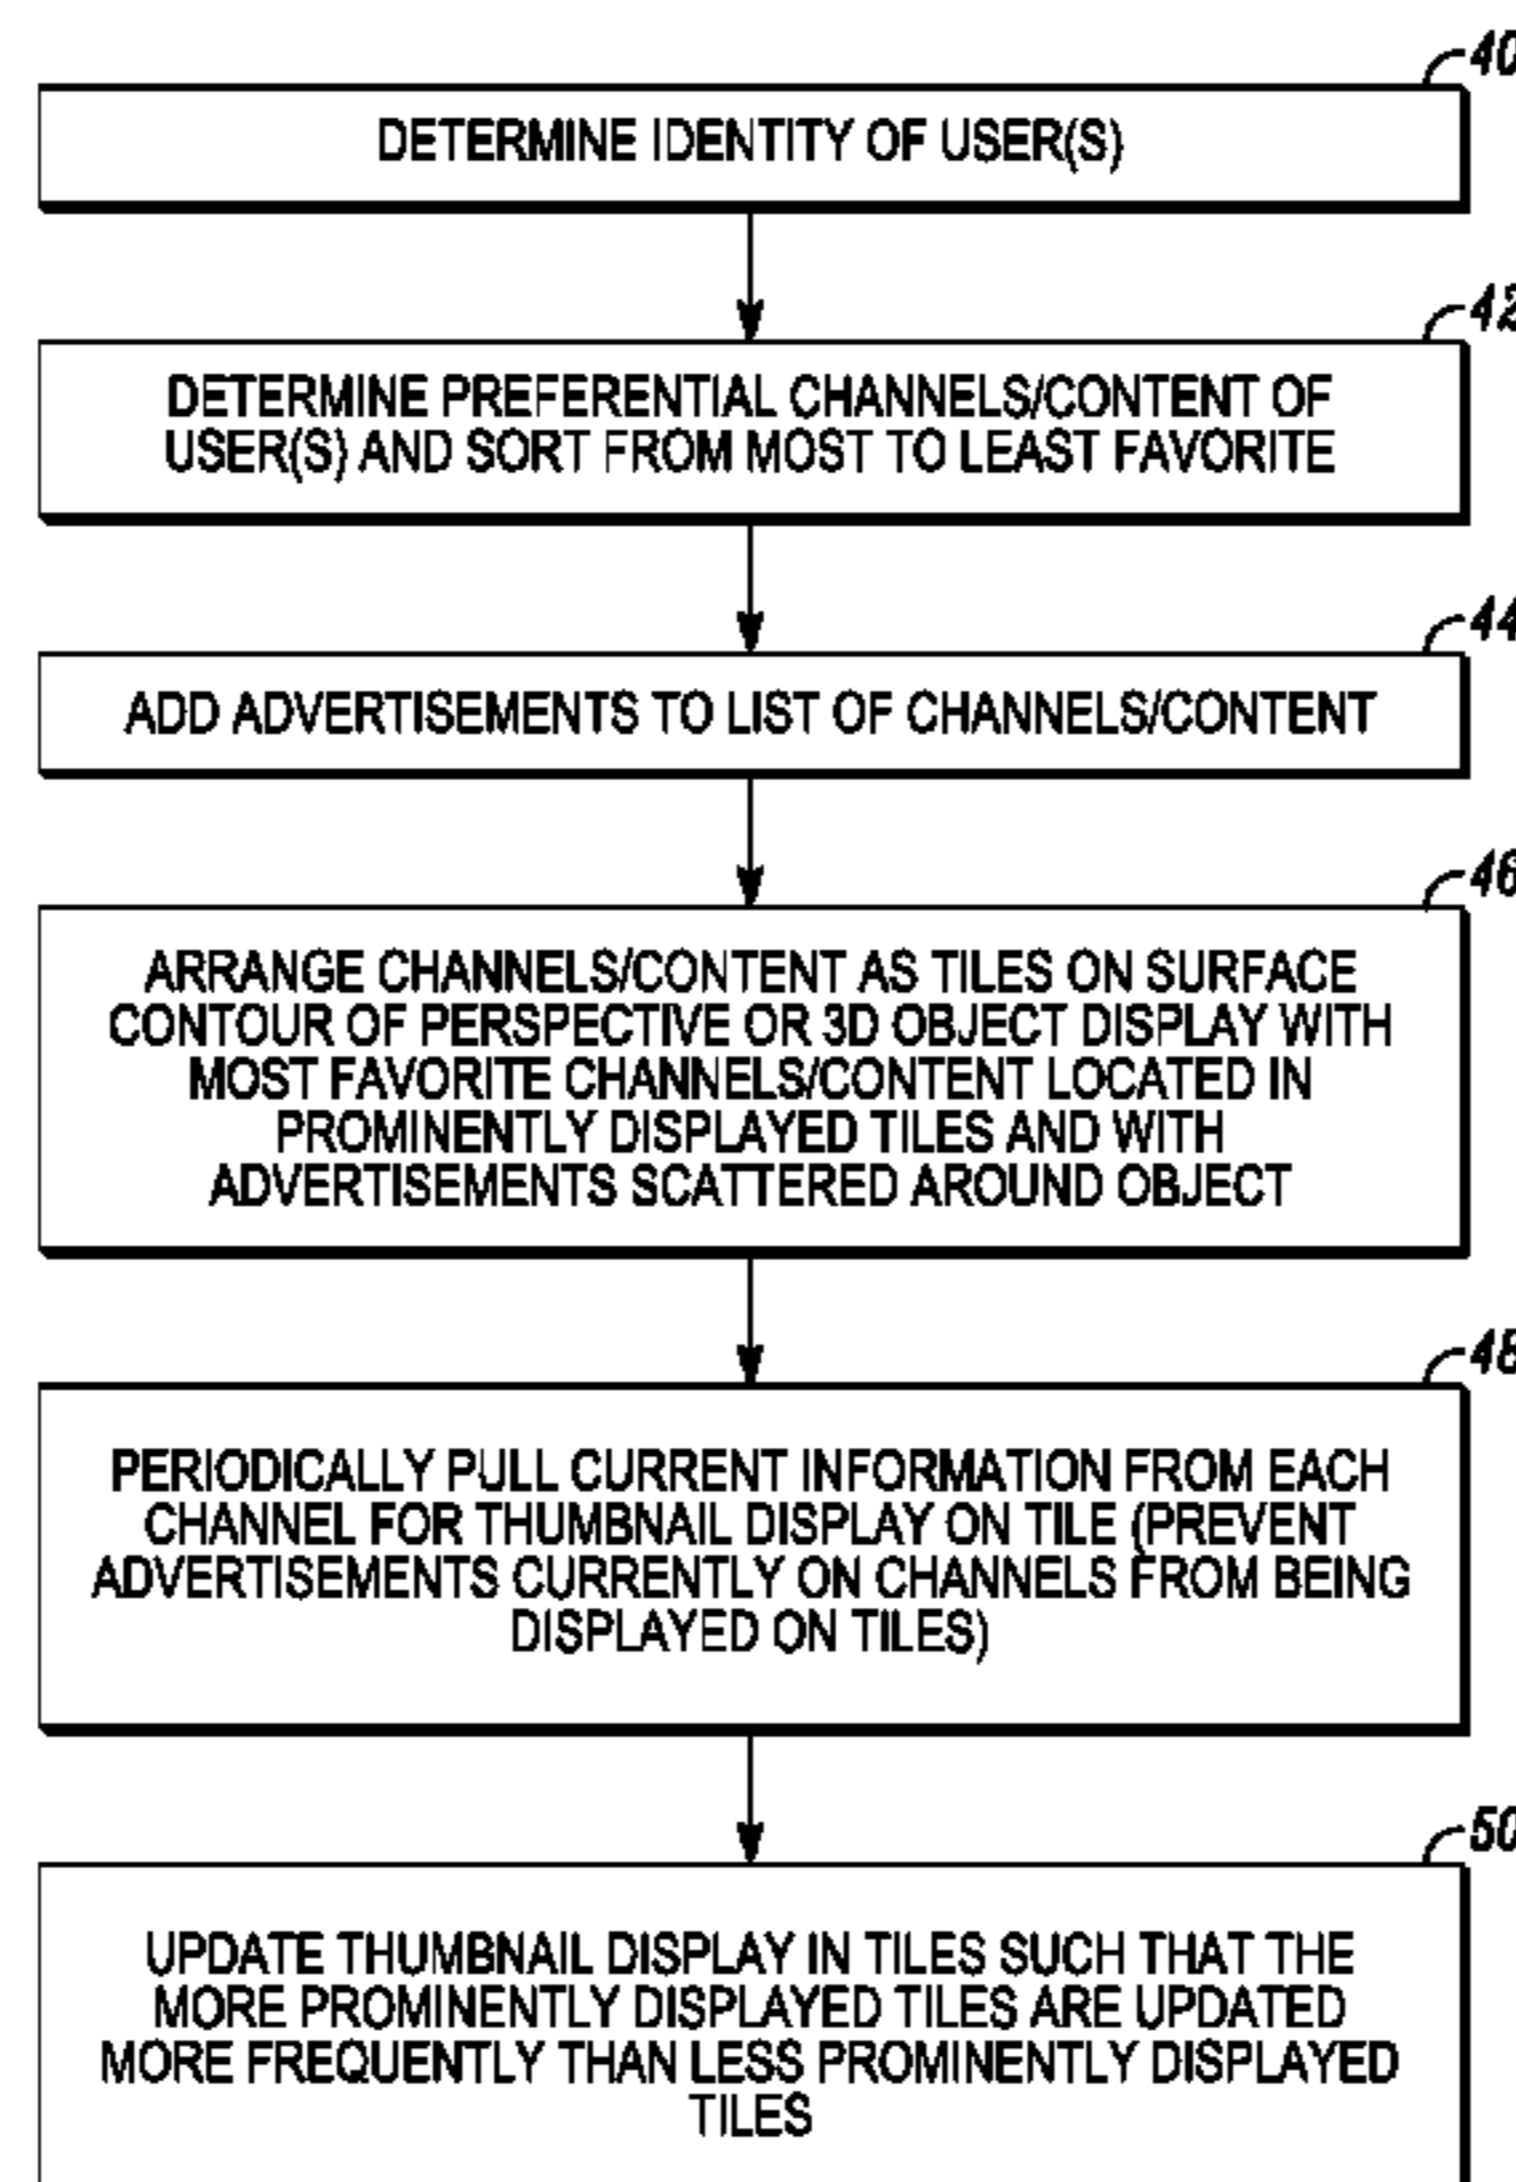 40
DETERMINE IDENTITY OF USER(S)
42
DETERMINE PREFERENTIAL CHANNELS/CONTENT OF
USER(S) AND SORT FROM MOST TO LEAST FAVORITE
44
ADD ADVERTISEMENTS TO LIST OF CHANNELS/CONTENT
46
ARRANGE CHANNELS/CONTENT AS TILES ON SURFACE
CONTOUR OF PERSPECTIVE OR 3D OBJECT DISPLAY WITH
MOST FAVORITE CHANNELS/CONTENT LOCATED IN
PROMINENTLY DISPLAYED TILES AND WITH
ADVERTISEMENTS SCATTERED AROUND OBJECT
48
PERIODICALLY PULL CURRENT INFORMATION FROM EACH
CHANNEL FOR THUMBNAIL DISPLAY ON TILE (PREVENT
ADVERTISEMENTS CURRENTLY ON CHANNELS FROM BEING
DISPLAYED ON TILES)
50
UPDATE THUMBNAIL DISPLAY IN TILES SUCH THAT THE
MORE PROMINENTLY DISPLAYED TILES ARE UPDATED
MORE FREQUENTLY THAN LESS PROMINENTLY DISPLAYED
TILES